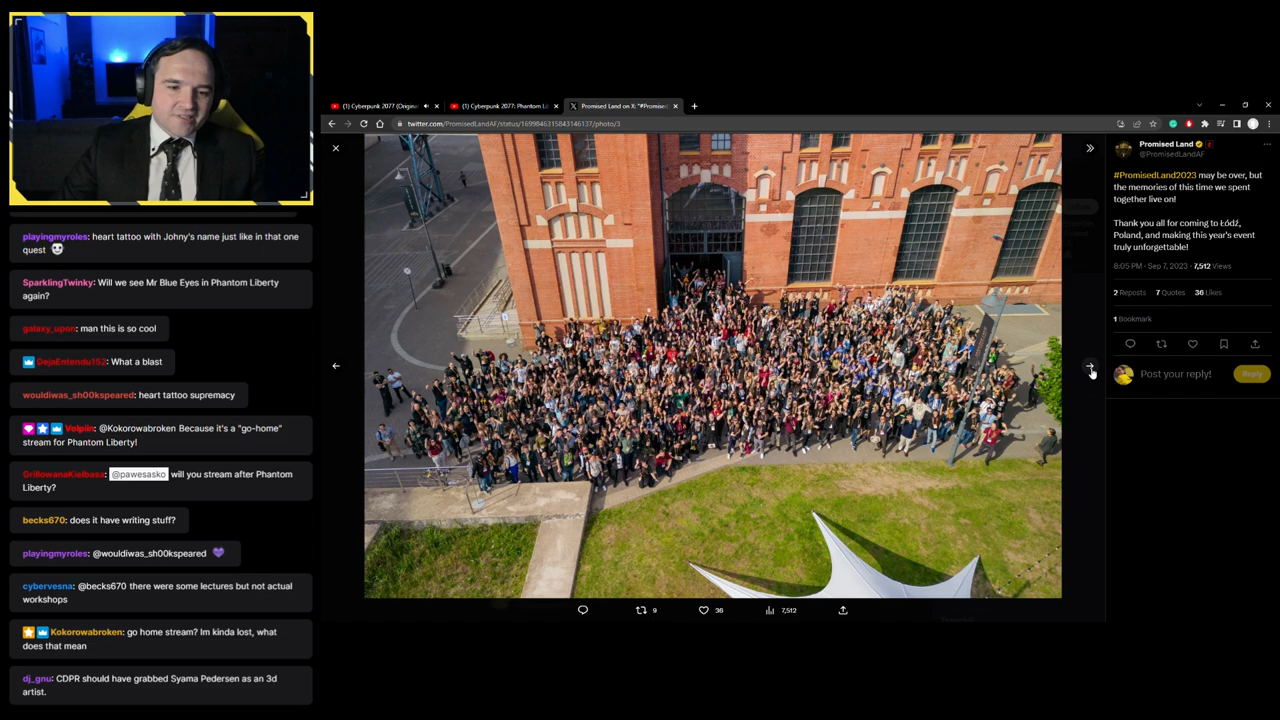 playingmyroles: heart tattoo with Johny's name just like in that one
quest
SparklingTwinky: Will we see Mr Blue Eyes in Phantom Liberty
again?
galaxy_upon: man this is so cool
DejaEntendu152: What a blast
wouldiwas_sh00kspeared: heart tattoo supremacy
Volpiin: @Kokorowabroken Because it's a "go-home"
stream for Phantom Liberty!
GrillowanaKielbasa: @pawesasko will you stream after Phantom
Liberty?
becks670: does it have writing stuff?
playingmyroles: @wouldiwas_sh00kspeared
cybervesna: @becks670 there were some lectures but not actual
workshops
Kokorowabroken: go home stream? Im kinda lost, what
does that mean
dj_gnu: CDPR should have grabbed Syama Pedersen as an 3d
artist.
(1) Cyberpunk 2077 (Origina
(1) Cyberpunk 2077: Phantom Li
Promised Land on X: "#Promised
twitter.com/PromisedLandAF/status/1699846315843146137/photo/3
Promised Land
@PromisedLandAF
#PromisedLand2023 may be over, but
the memories of this time we spent
together live on!
Thank you all for coming to Łódź,
Poland, and making this year's event
truly unforgettable!
8:05 PM · Sep 7, 2023 · 7,512 Views
2 Reposts 7 Quotes 36 Likes
1 Bookmark
Post your reply!
Reply
9
36
7,512